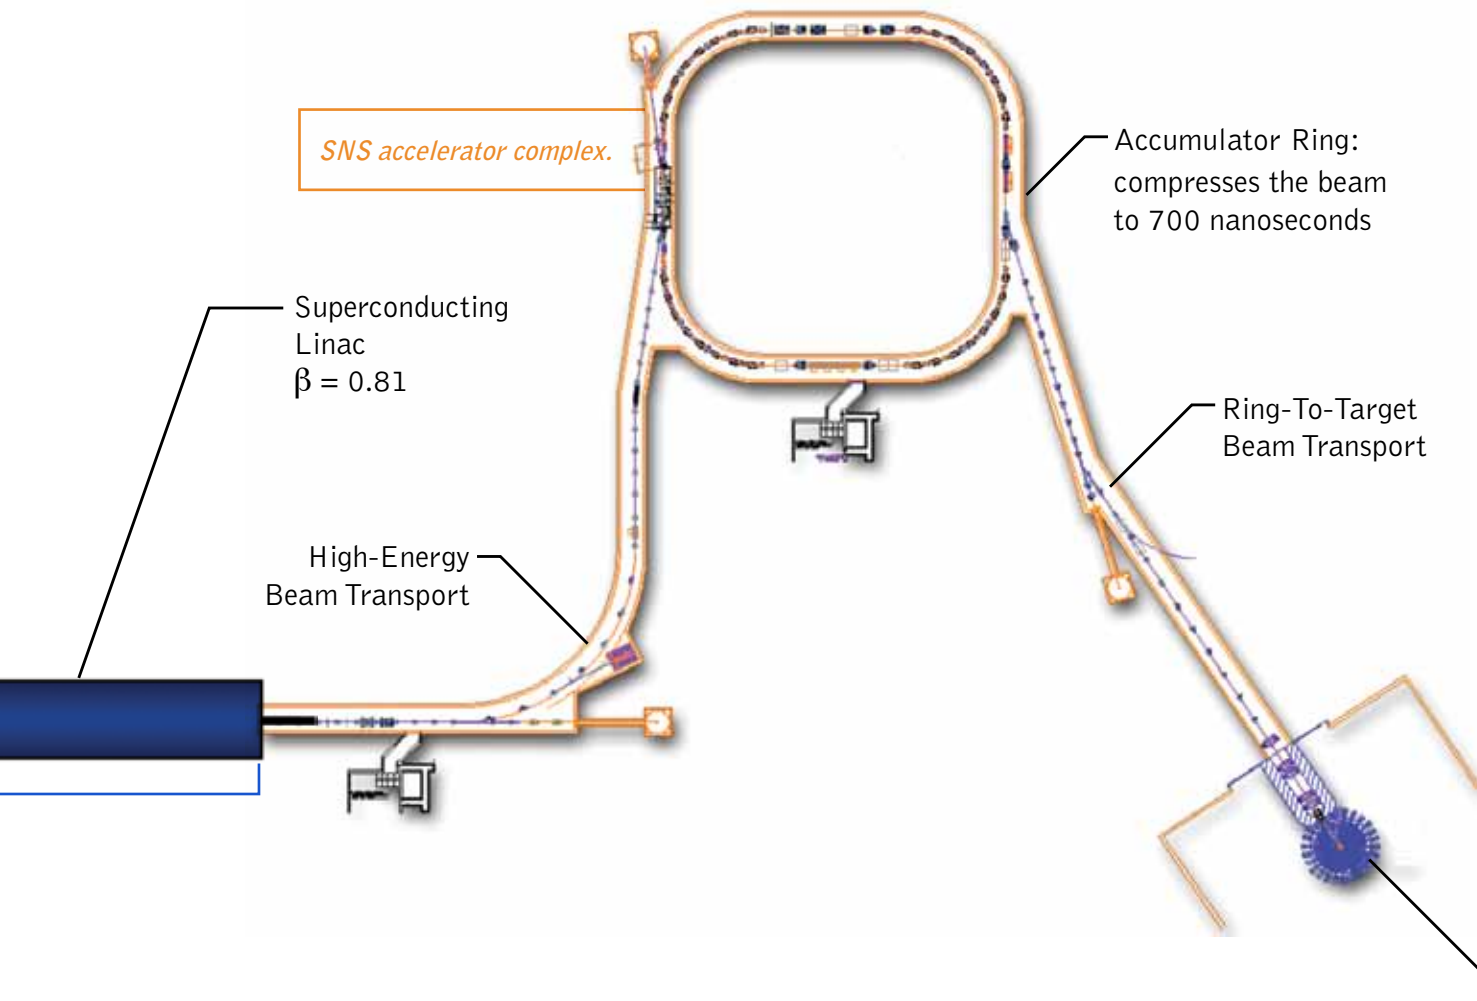 SNS accelerator complex.
Accumulator Ring:
compresses the beam
to 700 nanoseconds
Superconducting
Linac
β = 0.81
Ring-To-Target
Beam Transport
High-Energy
Beam Transport